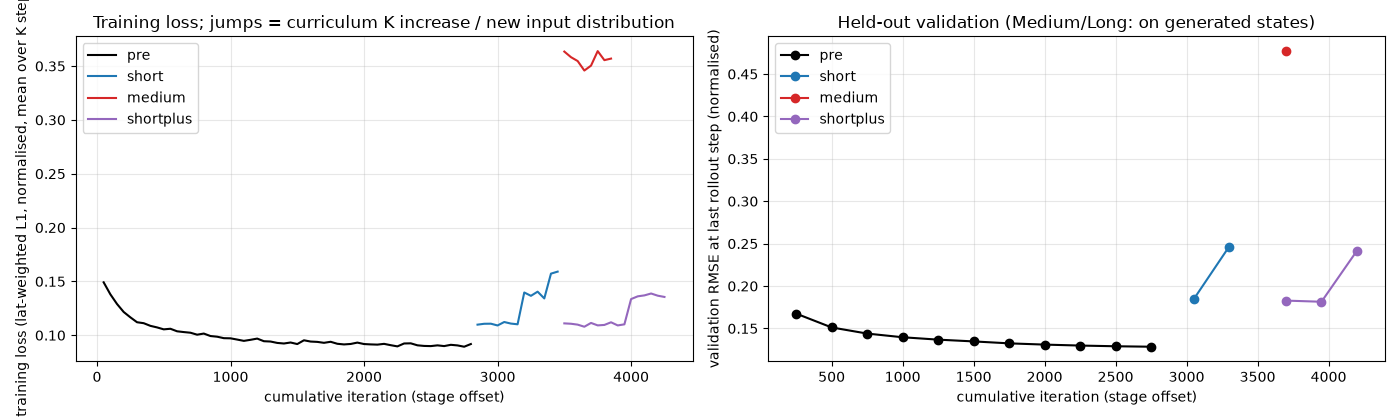 Training loss; jumps = curriculum K increase / new input distribution
training loss (lat-weighted L1, normalised, mean over K step
0.35
0.30
0.25
0.20
0.15
0.10
pre
short
medium
shortplus
0 1000 2000 3000 4000
cumulative iteration (stage offset)
Held-out validation (Medium/Long: on generated states)
validation RMSE at last rollout step (normalised)
0.45
0.40
0.35
0.30
0.25
0.20
0.15
pre
short
medium
shortplus
500 1000 1500 2000 2500 3000 3500 4000
cumulative iteration (stage offset)